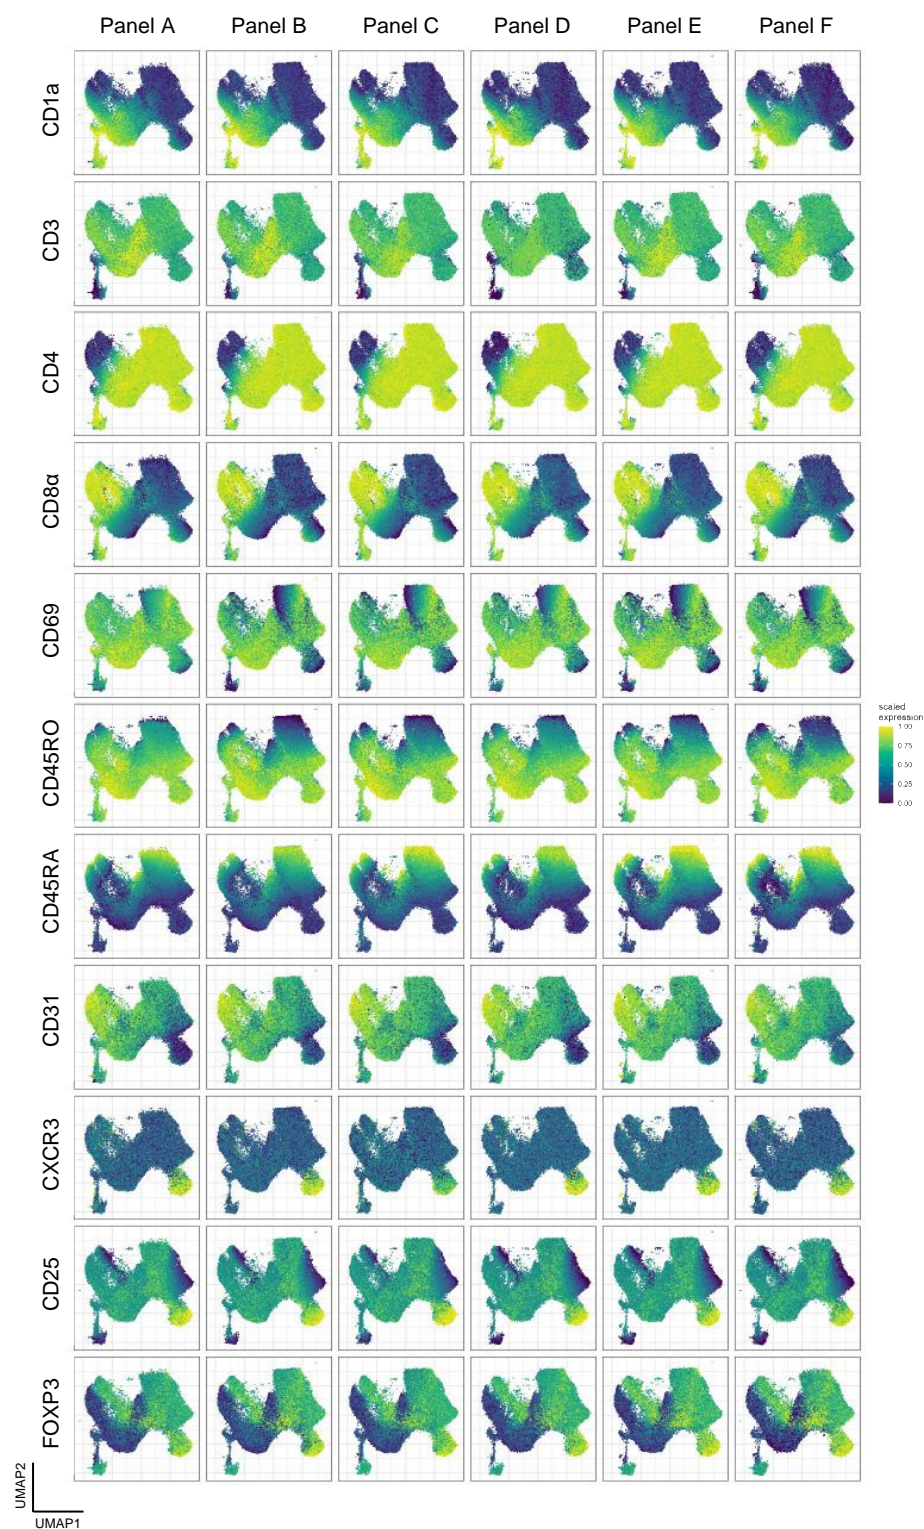 Panel A Panel B Panel C Panel D Panel E Panel F
CD1a
CD3
CD4
CD8α
CD69
CD45RO
CD45RA
CD31
CXCR3
CD25
FOXP3
scaled
expression
1.00
0.75
0.50
0.25
0.00
UMAP2
UMAP1